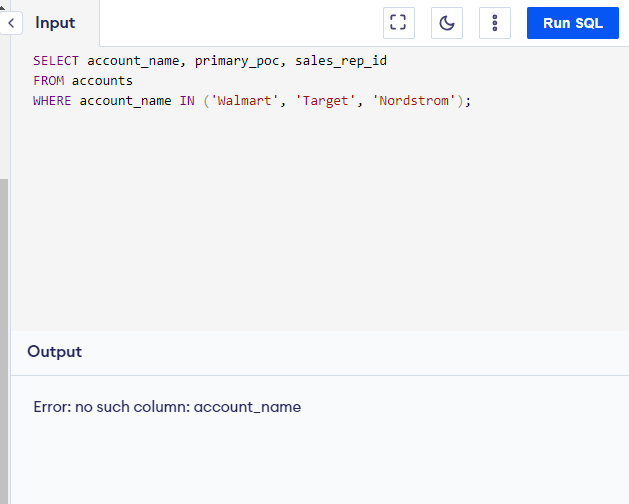 Input
Run SQL
SELECT account_name, primary_poc, sales_rep_id
FROM accounts
WHERE account_name IN ('Walmart', 'Target', 'Nordstrom');
Output
Error: no such column: account_name